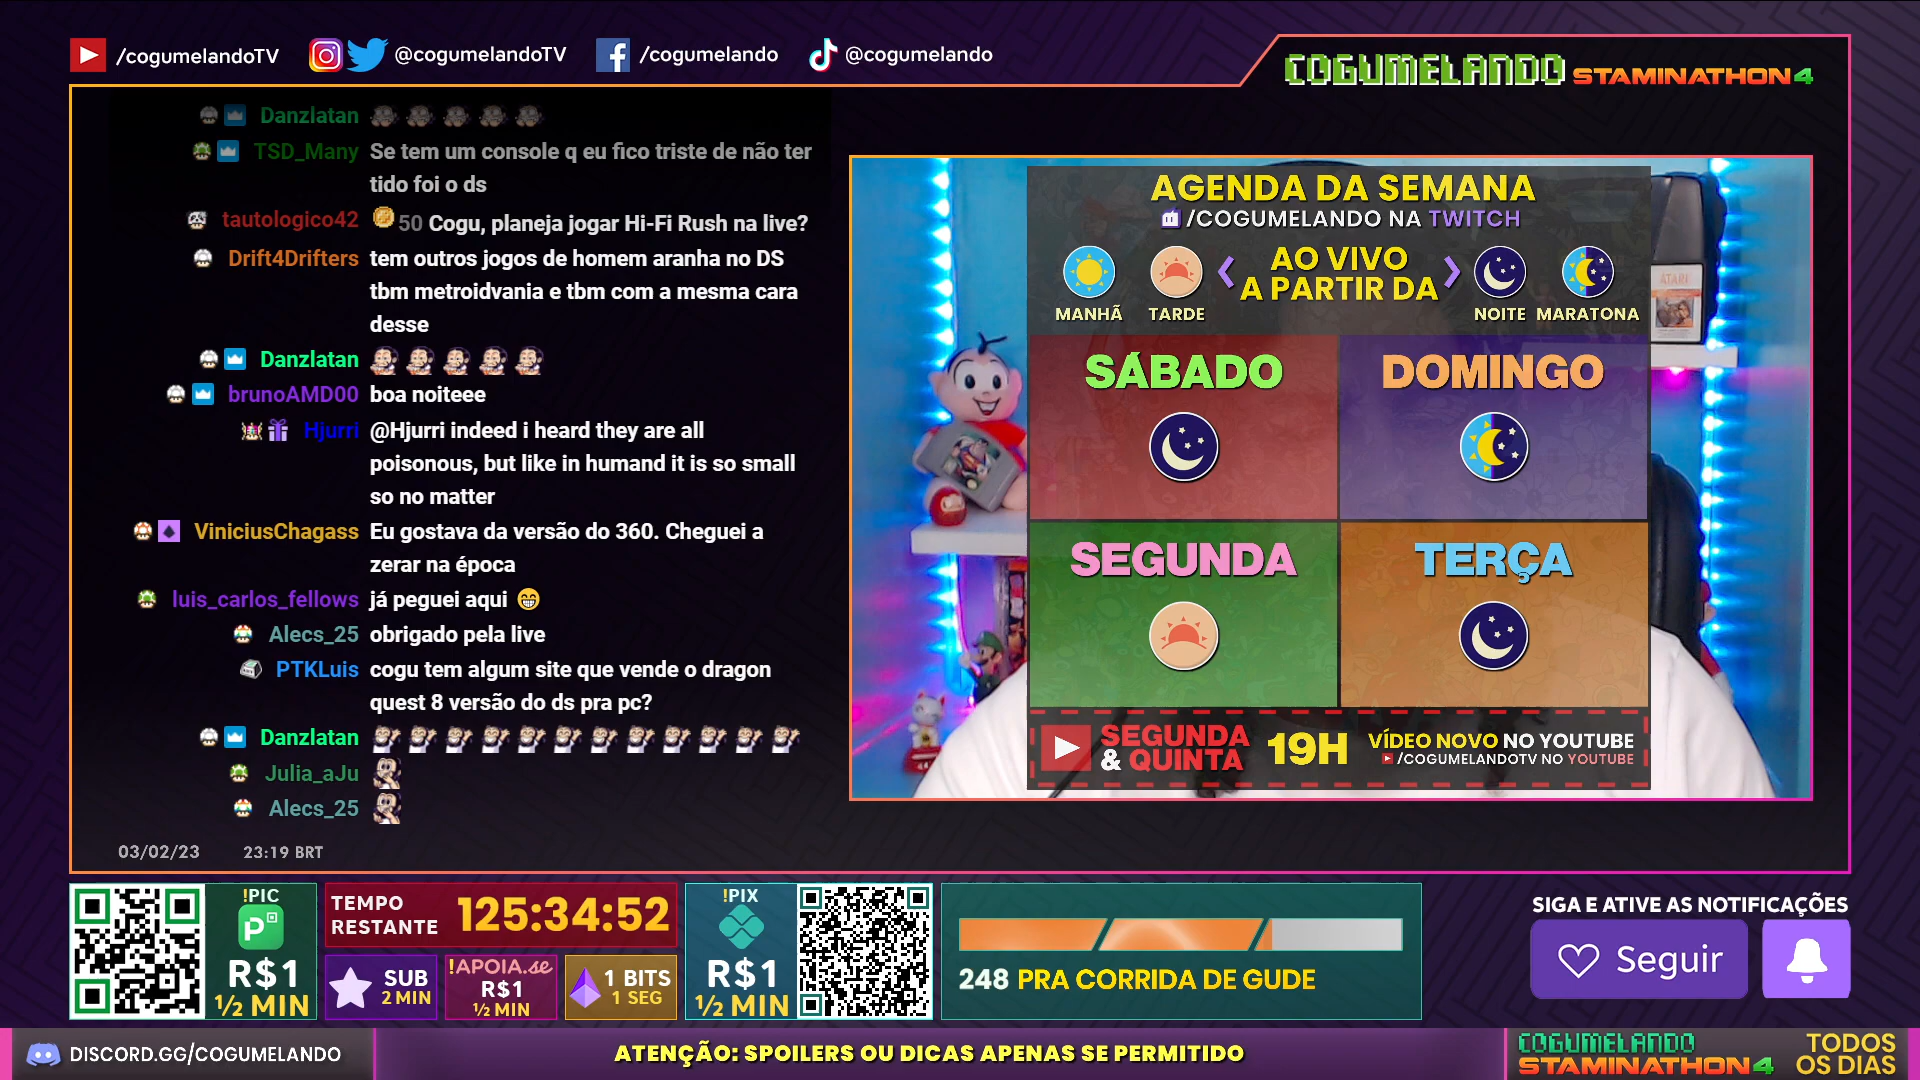 /cogumelandoTV
@cogumelandoTV
/cogumelando
@cogumelando
COGUMELANDO STAMINATHON 4
Danzlatan
TSD_Many Se tem um console q eu fico triste de não ter
tido foi o ds
tautologico42 50 Cogu, planeja jogar Hi-Fi Rush na live?
Drift4Drifters tem outros jogos de homem aranha no DS
tbm metroidvania e tbm com a mesma cara
desse
Danzlatan
brunoAMD00 boa noiteee
Hjurri @Hjurri indeed i heard they are all
poisonous, but like in humand it is so small
so no matter
ViniciusChagass Eu gostava da versão do 360. Cheguei a
zerar na época
luis_carlos_fellows já peguei aqui 😁
Alecs_25 obrigado pela live
PTKLuis cogu tem algum site que vende o dragon
quest 8 versão do ds pra pc?
Danzlatan
Julia_aJu
Alecs_25
03/02/23 23:19 BRT
AGENDA DA SEMANA
/COGUMELANDO NA TWITCH
AO VIVO
A PARTIR DA
MANHÃ TARDE NOITE MARATONA
ATARI
SÁBADO DOMINGO
SEGUNDA TERÇA
SEGUNDA
& QUINTA
19H
VÍDEO NOVO NO YOUTUBE
/COGUMELANDOTV NO YOUTUBE
!PIC
R$1
½ MIN
TEMPO
RESTANTE
125:34:52
SUB
2 MIN
!APOIA.se
R$1
½ MIN
1 BITS
1 SEG
!PIX
R$1
½ MIN
248 PRA CORRIDA DE GUDE
SIGA E ATIVE AS NOTIFICAÇÕES
Seguir
DISCORD.GG/COGUMELANDO
ATENÇÃO: SPOILERS OU DICAS APENAS SE PERMITIDO
COGUMELANDO
STAMINATHON 4
TODOS
OS DIAS